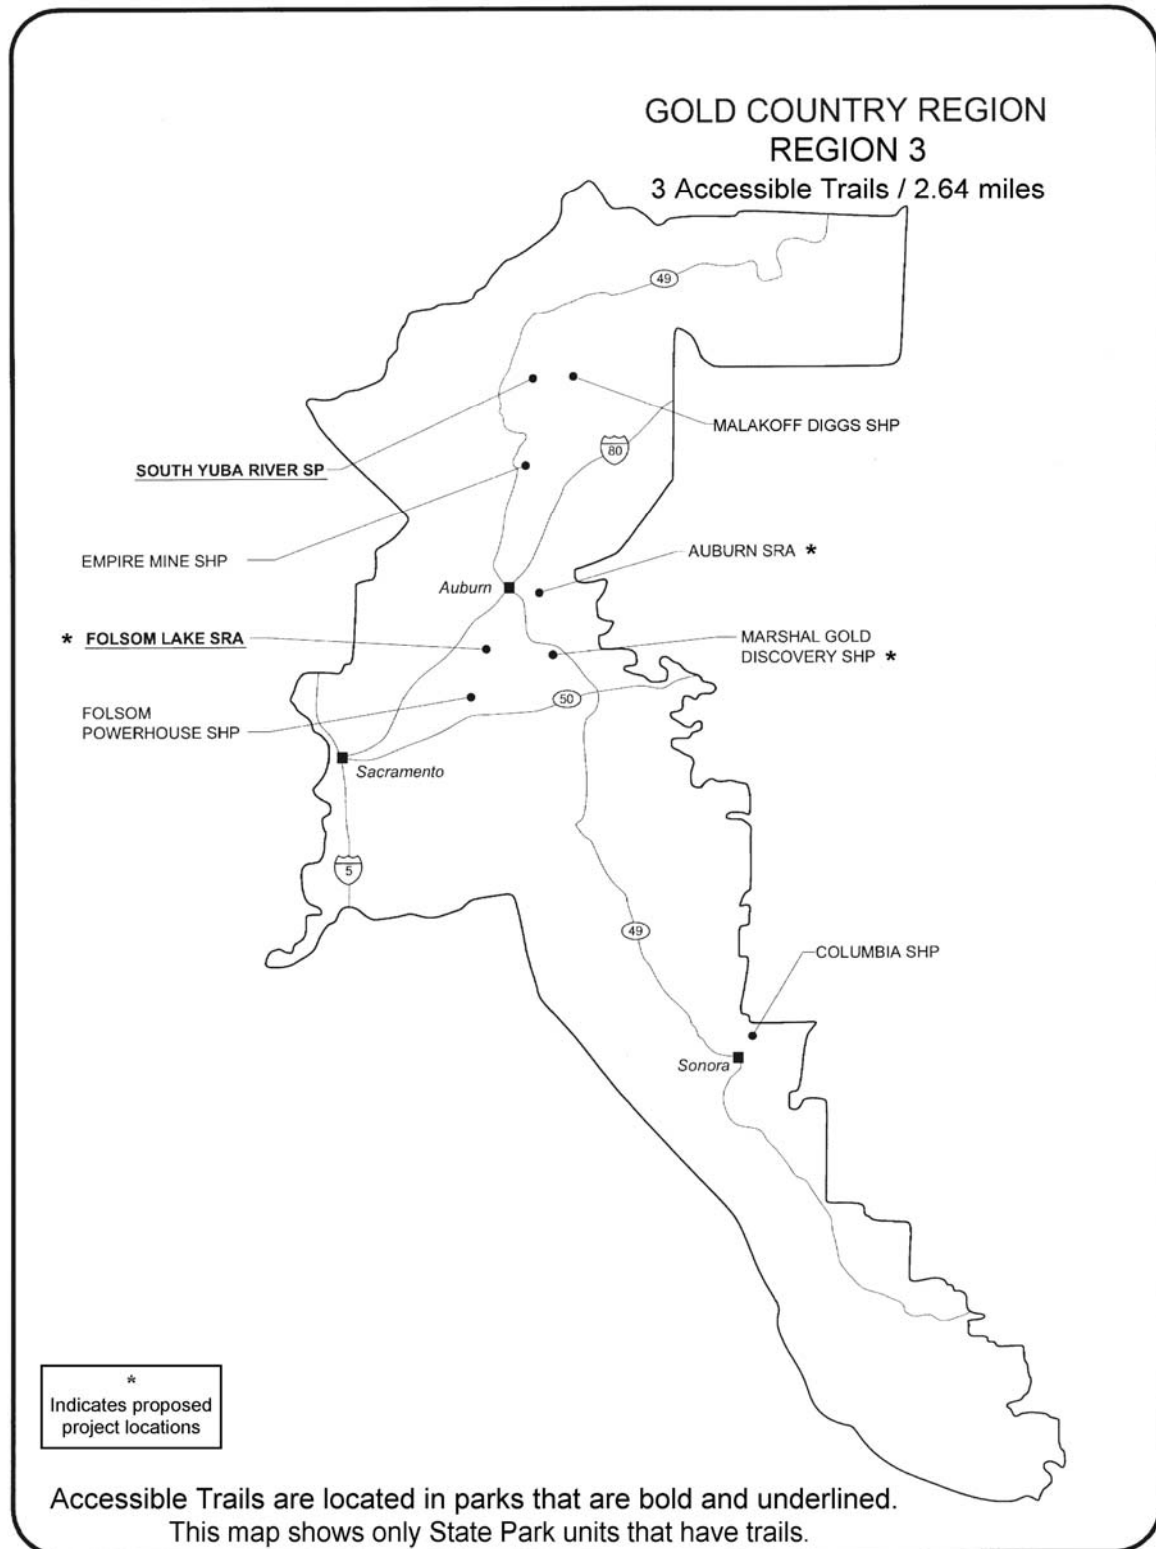 GOLD COUNTRY REGION
REGION 3
3 Accessible Trails / 2.64 miles
49
MALAKOFF DIGGS SHP
80
SOUTH YUBA RIVER SP
EMPIRE MINE SHP
AUBURN SRA *
Auburn
* FOLSOM LAKE SRA
MARSHAL GOLD
DISCOVERY SHP *
50
FOLSOM
POWERHOUSE SHP
Sacramento
5
49
COLUMBIA SHP
Sonora
*
Indicates proposed
project locations
Accessible Trails are located in parks that are bold and underlined.
This map shows only State Park units that have trails.